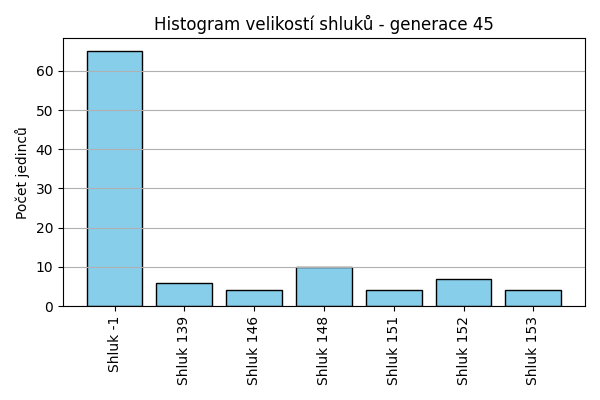 Histogram velikostí shluků - generace 45
Počet jedinců
60
50
40
30
20
10
0
Shluk -1
Shluk 139
Shluk 146
Shluk 148
Shluk 151
Shluk 152
Shluk 153